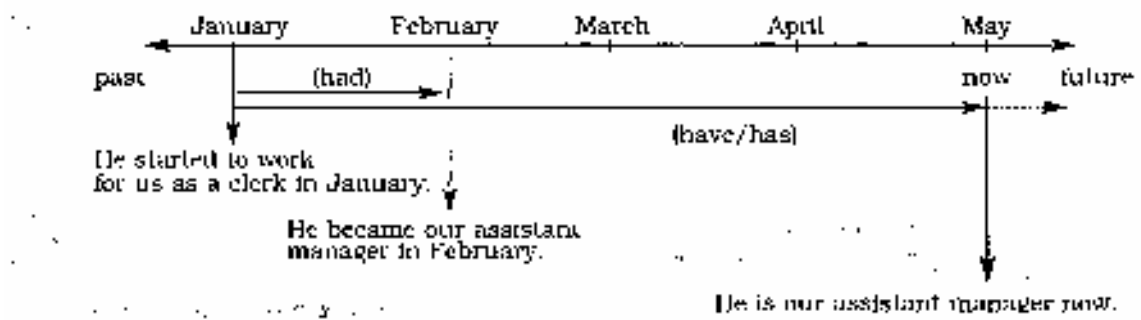 January February March April May
past (had) now future
(have/has)
He started to work
for us as a clerk in January.
He became our assistant
manager in February.
He is our assistant manager now.